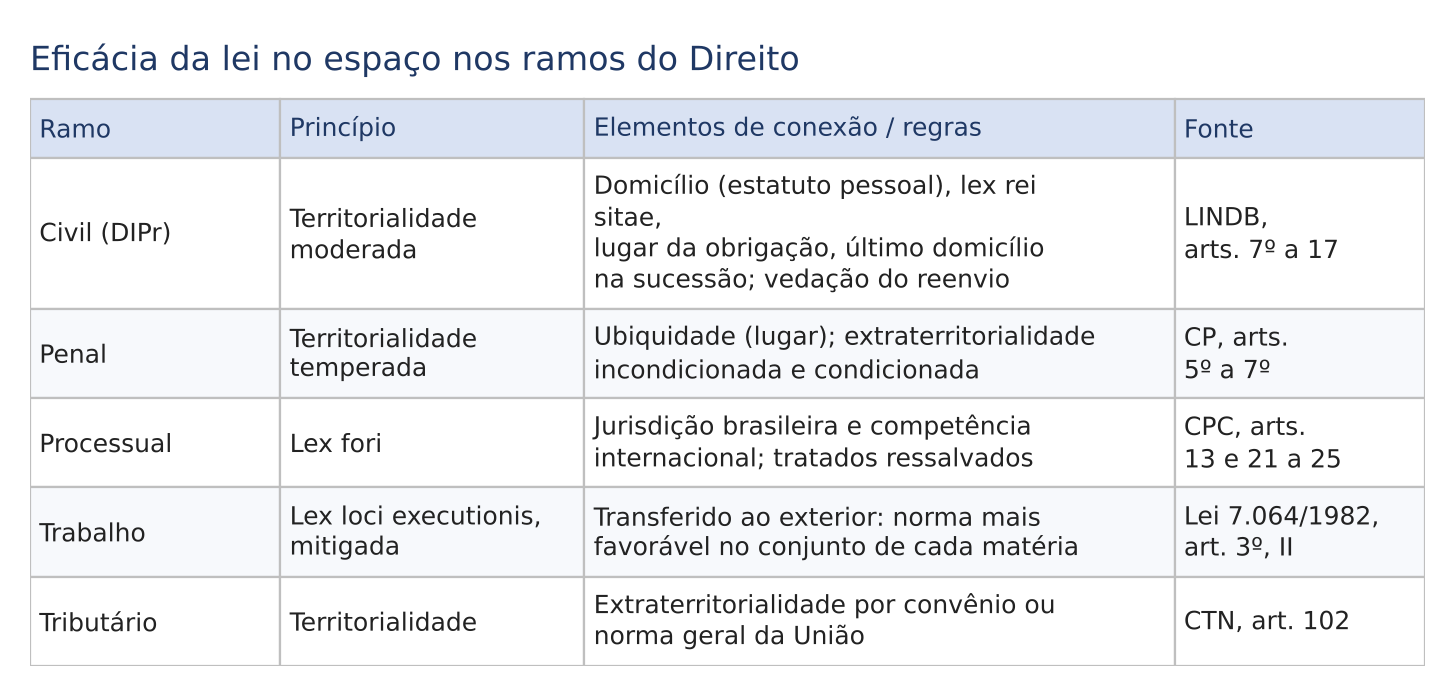 Eficácia da lei no espaço nos ramos do Direito
Ramo
Princípio
Elementos de conexão / regras
Fonte
Civil (DIPr)
Territorialidade
moderada
Domicílio (estatuto pessoal), lex rei
sitae,
lugar da obrigação, último domicílio
na sucessão; vedação do reenvio
LINDB,
arts. 7º a 17
Penal
Territorialidade
temperada
Ubiquidade (lugar); extraterritorialidade
incondicionada e condicionada
CP, arts.
5º a 7º
Processual
Lex fori
Jurisdição brasileira e competência
internacional; tratados ressalvados
CPC, arts.
13 e 21 a 25
Trabalho
Lex loci executionis,
mitigada
Transferido ao exterior: norma mais
favorável no conjunto de cada matéria
Lei 7.064/1982,
art. 3º, II
Tributário
Territorialidade
Extraterritorialidade por convênio ou
norma geral da União
CTN, art. 102